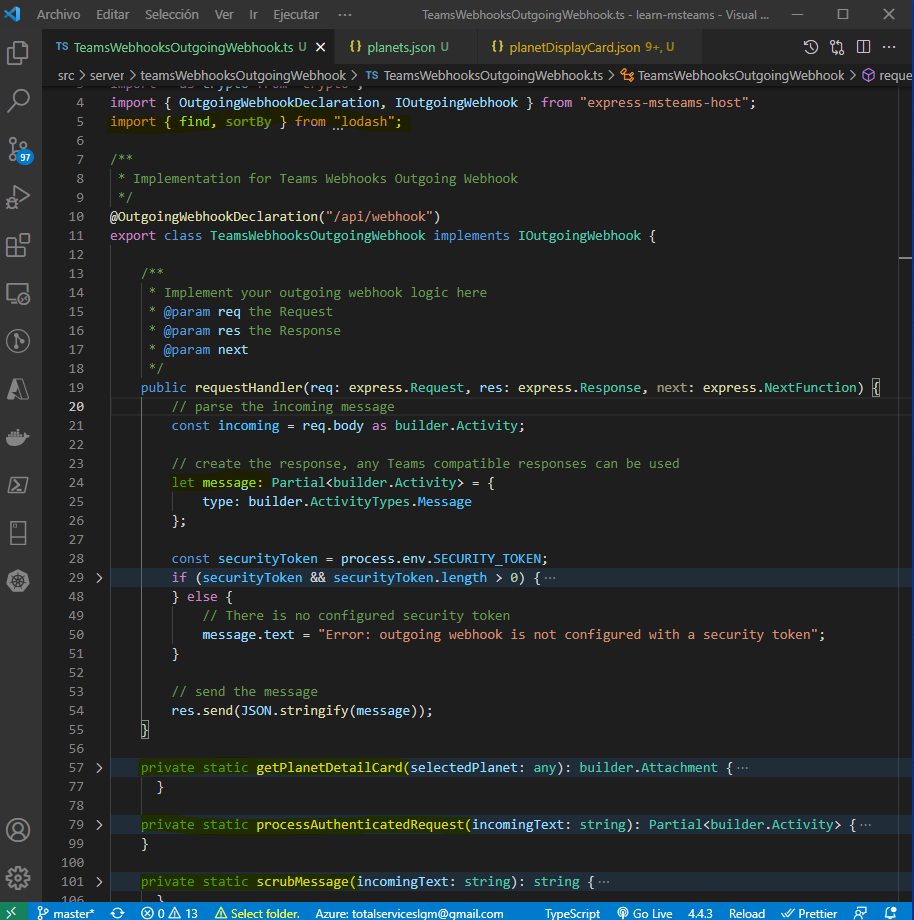 Archivo Editar Selección Ver Ir Ejecutar ··· TeamsWebhooksOutgoingWebhook.ts - learn-msteams - Visual ...
TS TeamsWebhooksOutgoingWebhook.ts U {} planets.json U {} planetDisplayCard.json 9+, U
src > server > teamsWebhooksOutgoingWebhook > TS TeamsWebhooksOutgoingWebhook.ts > TeamsWebhooksOutgoingWebhook > reque
4 import { OutgoingWebhookDeclaration, IOutgoingWebhook } from "express-msteams-host";
5 import { find, sortBy } from "lodash";
6
7 /**
8 * Implementation for Teams Webhooks Outgoing Webhook
9 */
10 @OutgoingWebhookDeclaration("/api/webhook")
11 export class TeamsWebhooksOutgoingWebhook implements IOutgoingWebhook {
12
13 /**
14 * Implement your outgoing webhook logic here
15 * @param req the Request
16 * @param res the Response
17 * @param next
18 */
19 public requestHandler(req: express.Request, res: express.Response, next: express.NextFunction) {
20 // parse the incoming message
21 const incoming = req.body as builder.Activity;
22
23 // create the response, any Teams compatible responses can be used
24 let message: Partial<builder.Activity> = {
25 type: builder.ActivityTypes.Message
26 };
27
28 const securityToken = process.env.SECURITY_TOKEN;
29 if (securityToken && securityToken.length > 0) { ···
48 } else {
49 // There is no configured security token
50 message.text = "Error: outgoing webhook is not configured with a security token";
51 }
52
53 // send the message
54 res.send(JSON.stringify(message));
55 }
56
57 private static getPlanetDetailCard(selectedPlanet: any): builder.Attachment { ···
77 }
78
79 private static processAuthenticatedRequest(incomingText: string): Partial<builder.Activity> { ···
99 }
100
101 private static scrubMessage(incomingText: string): string { ···
106 }
97
master* 0 13 Select folder. Azure: totalserviceslqm@gmail.com TypeScript Go Live 4.4.3 Reload Prettier